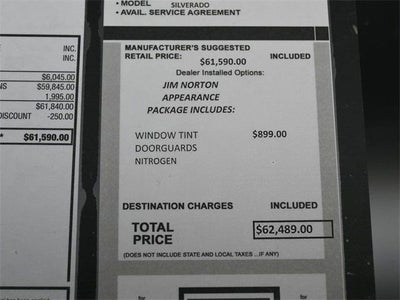 • MODEL SILVERADO
• AVAIL. SERVICE AGREEMENT
INC.
INC.
$6,045.00
NS $59,845.00
1,995.00
$61,840.00
DISCOUNT -250.00
* $61,590.00
MANUFACTURER'S SUGGESTED
RETAIL PRICE: $61,590.00 INCLUDED
Dealer Installed Options:
JIM NORTON
APPEARANCE
PACKAGE INCLUDES:
WINDOW TINT $899.00
DOORGUARDS
NITROGEN
DESTINATION CHARGES INCLUDED
TOTAL PRICE $62,489.00
(DOES NOT INCLUDE STATE AND LOCAL TAXES ...IF ANY)
for
for